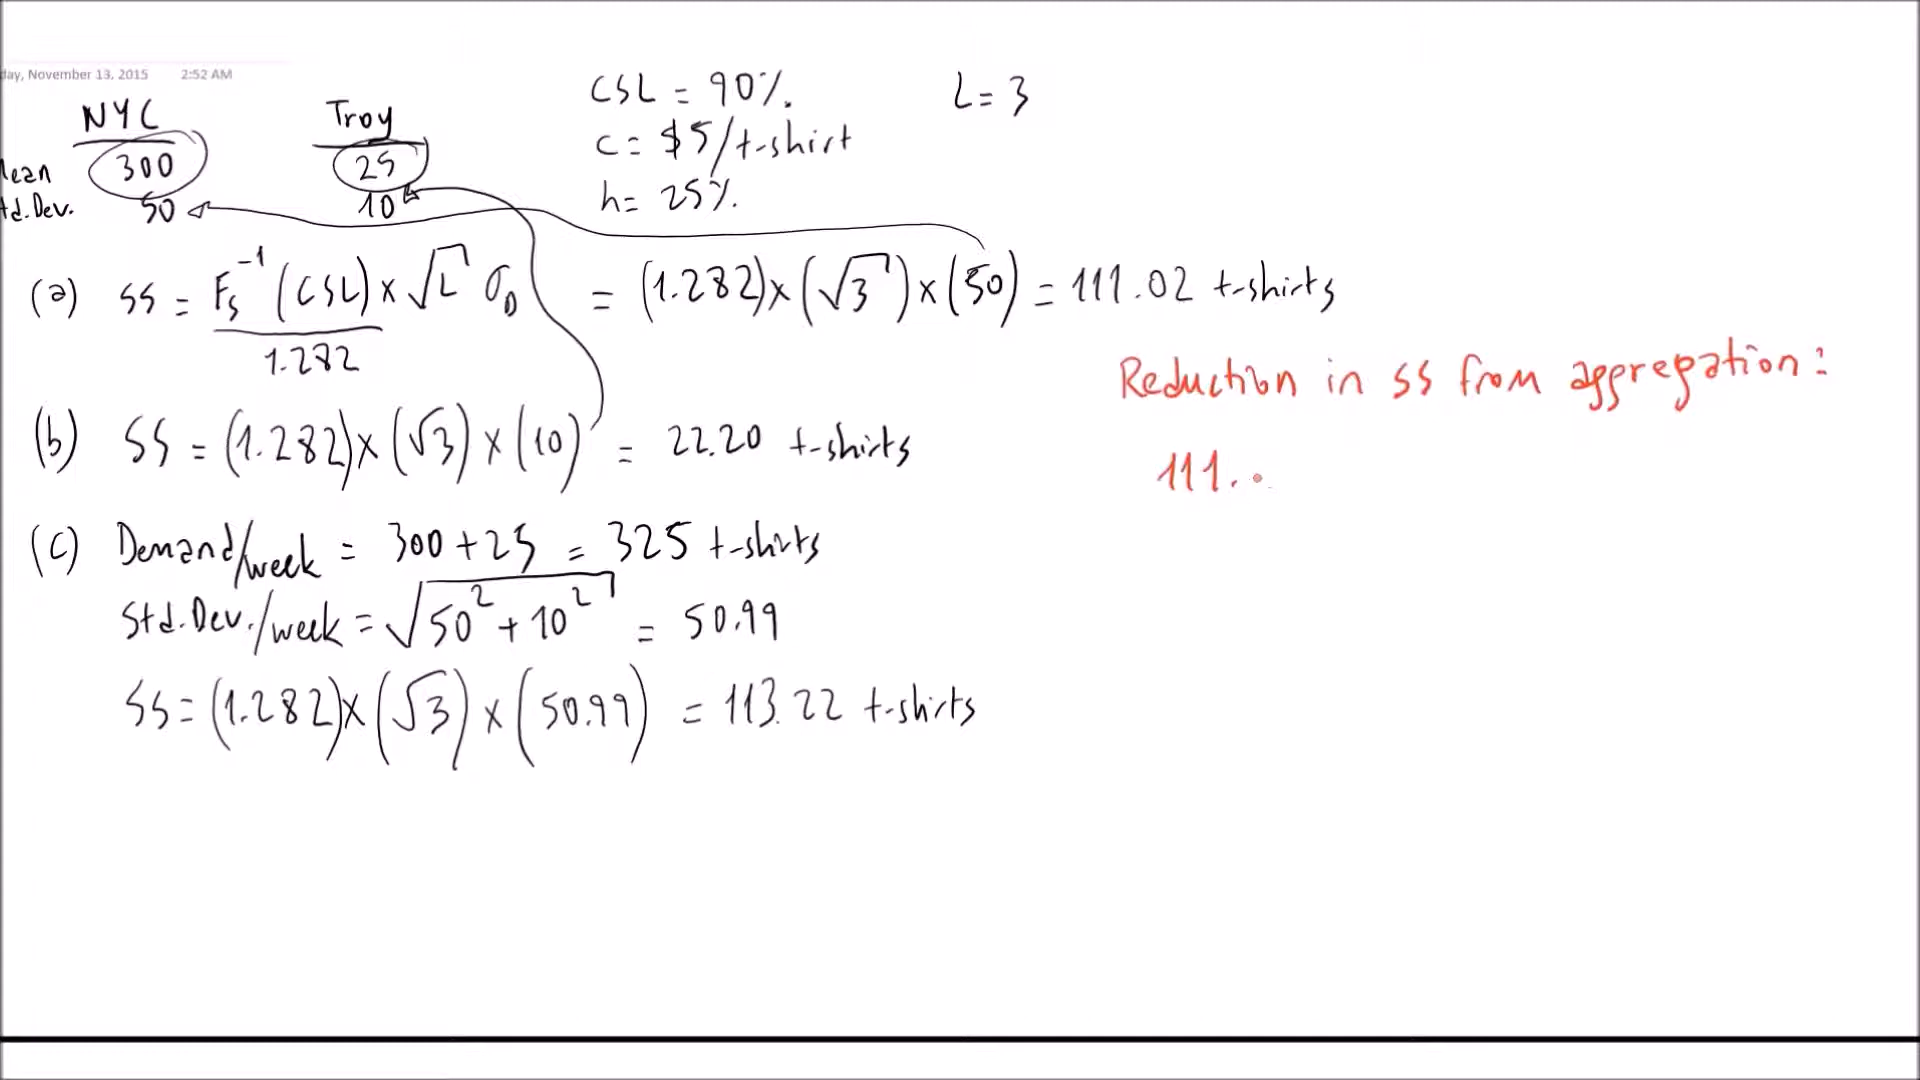 day, November 13, 2015 2:52 AM
NYC Troy CSL = 90%. L = 3
c = $5/t-shirt
Mean 300 25
h = 25%.
td. Dev. 50 10
(a) SS = Fs^-1 (CSL) x √L σD = (1.282) x (√3) x (50) = 111.02 t-shirts
1.282
Reduction in SS from aggregation:
(b) SS = (1.282) x (√3) x (10) = 22.20 t-shirts
111.
(c) Demand/week = 300 + 25 = 325 t-shirts
Std. Dev./week = √50² + 10² = 50.99
SS = (1.282) x (√3) x (50.99) = 113.22 t-shirts